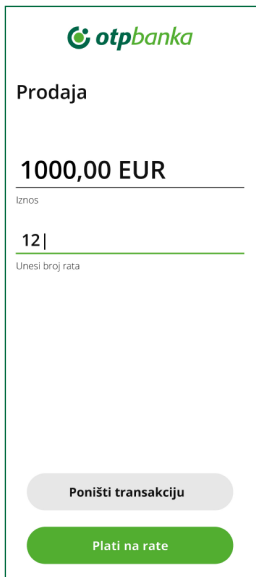 otpbanka
Prodaja
1000,00 EUR
Iznos
12
Unesi broj rata
Poništi transakciju
Plati na rate